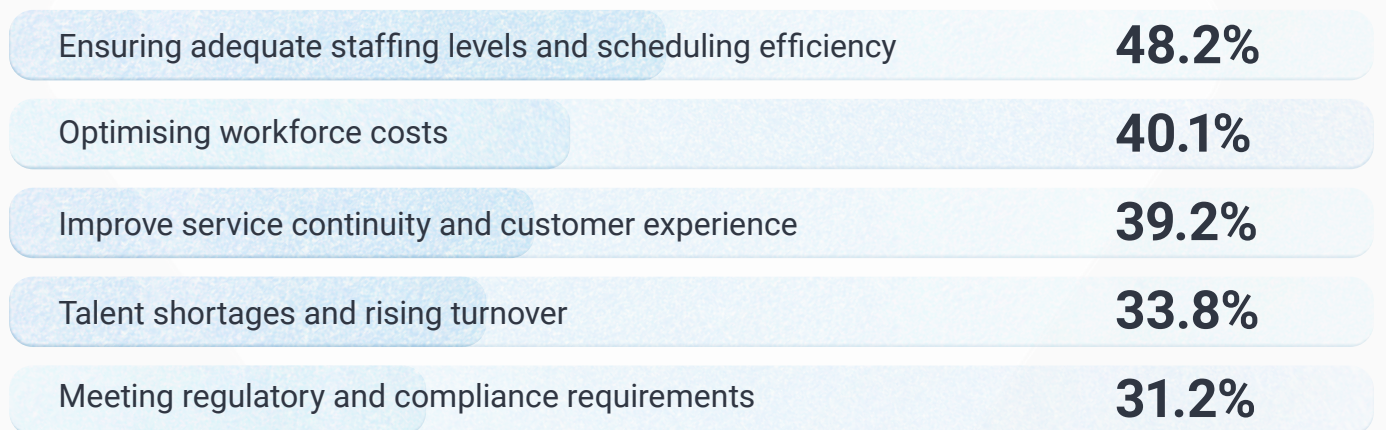 Ensuring adequate staffing levels and scheduling efficiency 48.2%
Optimising workforce costs 40.1%
Improve service continuity and customer experience 39.2%
Talent shortages and rising turnover 33.8%
Meeting regulatory and compliance requirements 31.2%